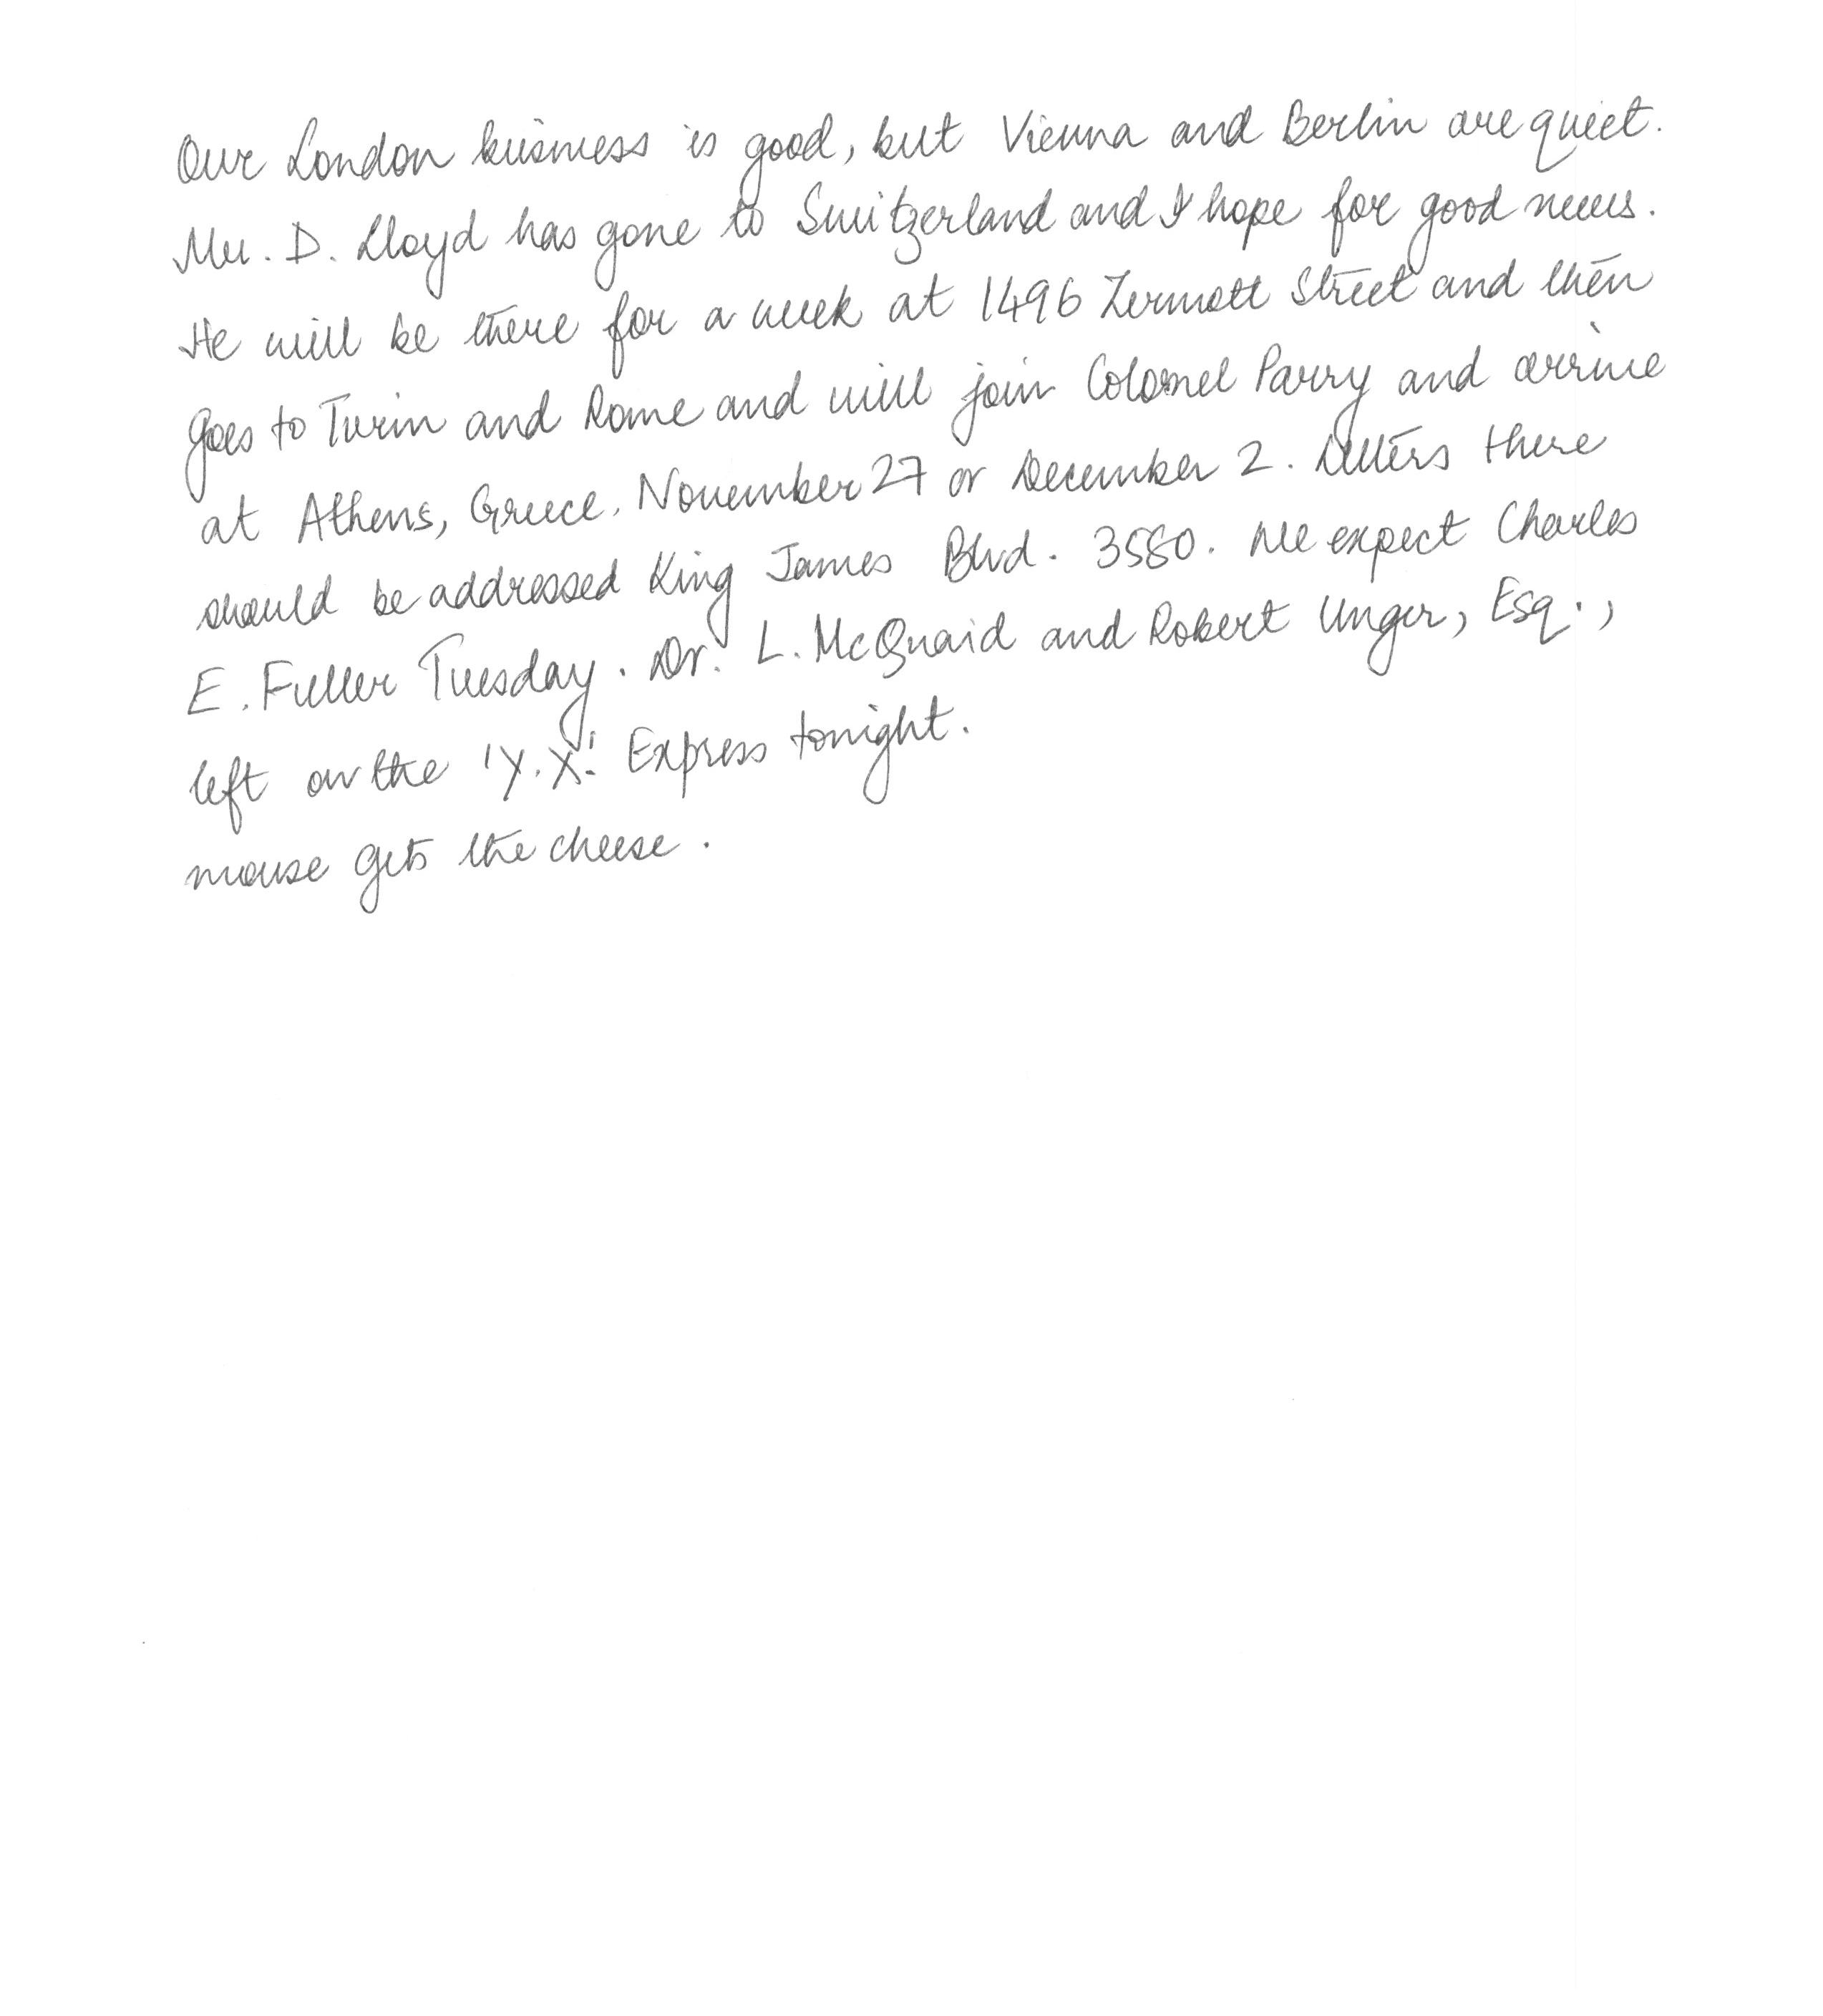 Our London business is good, but Vienna and Berlin are quiet.
Mr. D. Lloyd has gone to Switzerland and I hope for good news.
He will be there for a week at 1496 Zermott Street and then
goes to Turin and Rome and will join Colonel Parry and arrive
at Athens, Greece, November 27 or December 2. Letters there
should be addressed King James Blvd. 3580. We expect Charles
E. Fuller Tuesday. Dr. L. McQuaid and Robert Unger, Esq.,
left on the 'Y.X.' Express tonight.
mouse gets the cheese.